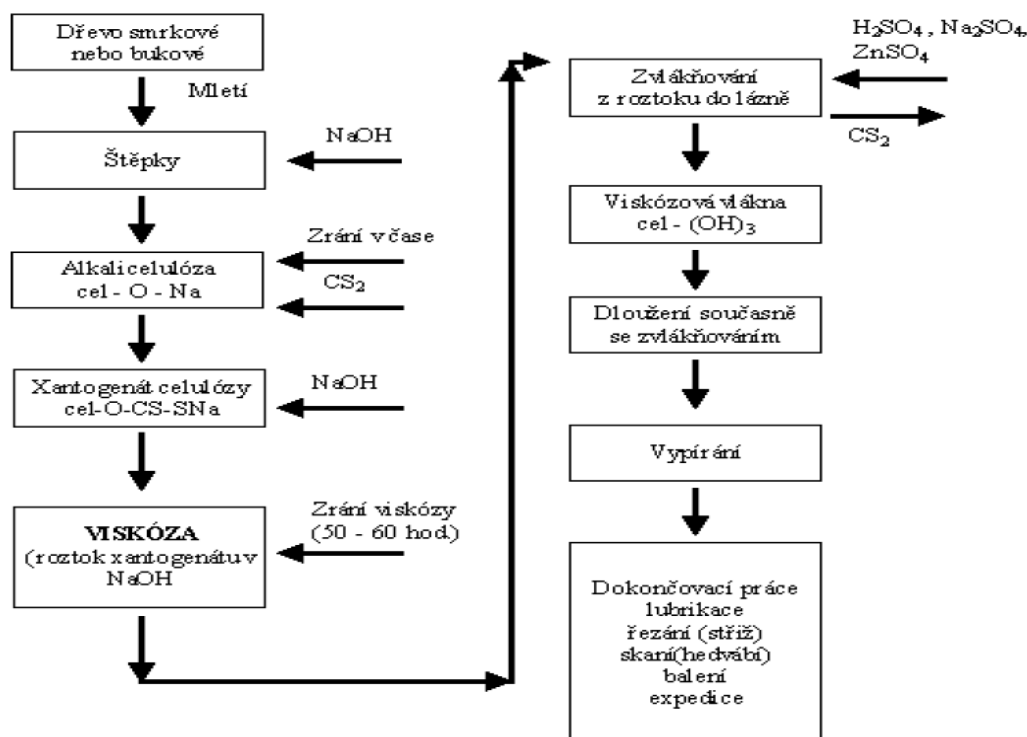 Dřevo smrkové
nebo bukové
Mletí
Štěpky
NaOH
Zrání v čase
Alkalicelulóza
cel - O - Na
CS₂
Xantogenát celulózy
cel-O-CS-SNa
NaOH
VISKÓZA
(roztok xantogenátu v
NaOH
Zrání viskózy
(50 - 60 hod.)
H₂SO₄ , Na₂SO₄,
ZnSO₄
Zvlákňování
z roztoku do lázně
CS₂
Viskózová vlákna
cel - (OH)₃
Dloužení současně
se zvlákňováním
Vypírání
Dokončovací práce
lubrikace
řezání (střiž)
skaní(hedvábí)
balení
expedice